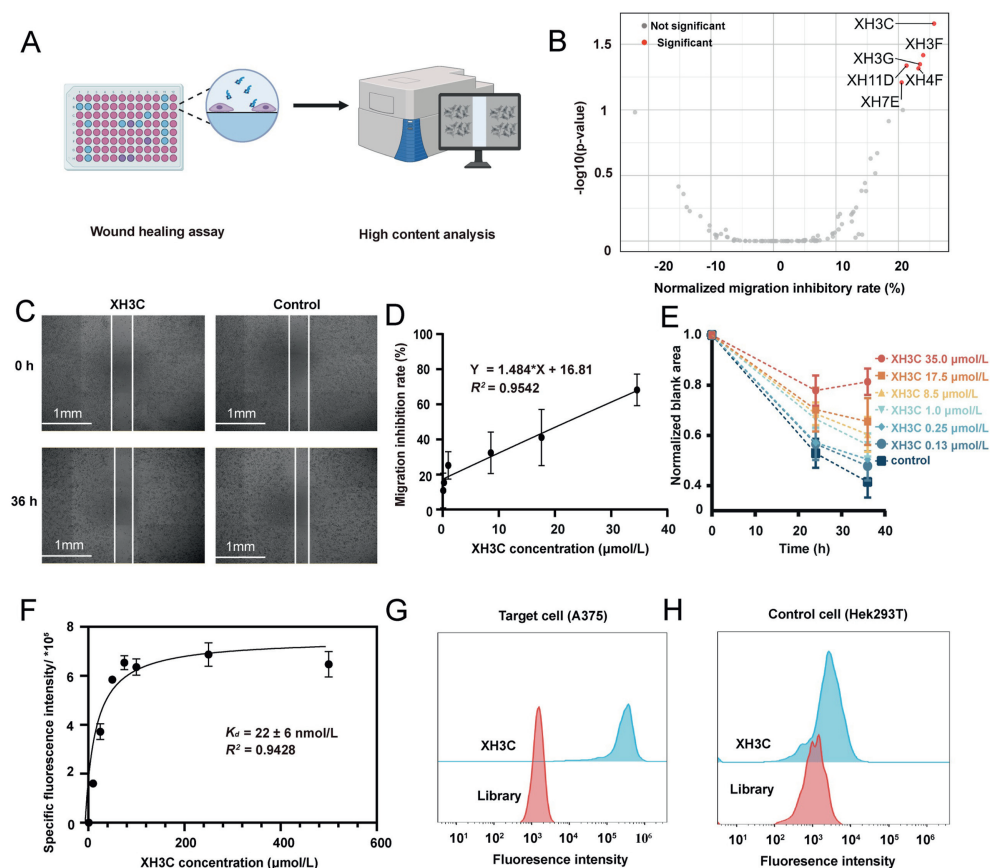 A
Wound healing assay
High content analysis
B
Not significant
Significant
XH3C
XH3F
XH3G
XH11D
XH4F
XH7E
-log10(p-value)
1.5
1
0.5
0
-20
-10
0
10
20
Normalized migration inhibitory rate (%)
C
XH3C
Control
0 h
1mm
1mm
36 h
1mm
1mm
D
Migration inhibition rate (%)
100
80
60
40
20
0
Y = 1.484*X + 16.81
R² = 0.9542
0
10
20
30
40
XH3C concentration (μmol/L)
E
Normalized blank area
1.0
0.8
0.6
0.4
0
10
20
30
40
Time (h)
XH3C 35.0 μmol/L
XH3C 17.5 μmol/L
XH3C 8.5 μmol/L
XH3C 1.0 μmol/L
XH3C 0.25 μmol/L
XH3C 0.13 μmol/L
control
F
Specific fluorescence intensity/ *10⁵
8
6
4
2
0
Kd = 22 ± 6 nmol/L
R² = 0.9428
0
200
400
600
XH3C concentration (μmol/L)
G
Target cell (A375)
XH3C
Library
10¹
10²
10³
10⁴
10⁵
10⁶
Fluoresence intensity
H
Control cell (Hek293T)
XH3C
Library
10¹
10²
10³
10⁴
10⁵
10⁶
Fluoresence intensity